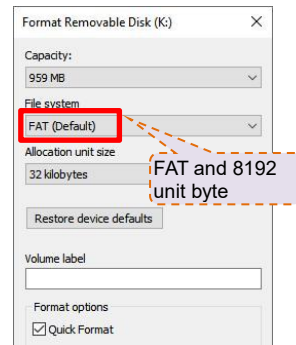 Format Removable Disk (K:)
Capacity:
959 MB
File system
FAT (Default)
Allocation unit size
32 kilobytes
FAT and 8192
unit byte
Restore device defaults
Volume label
Format options
Quick Format